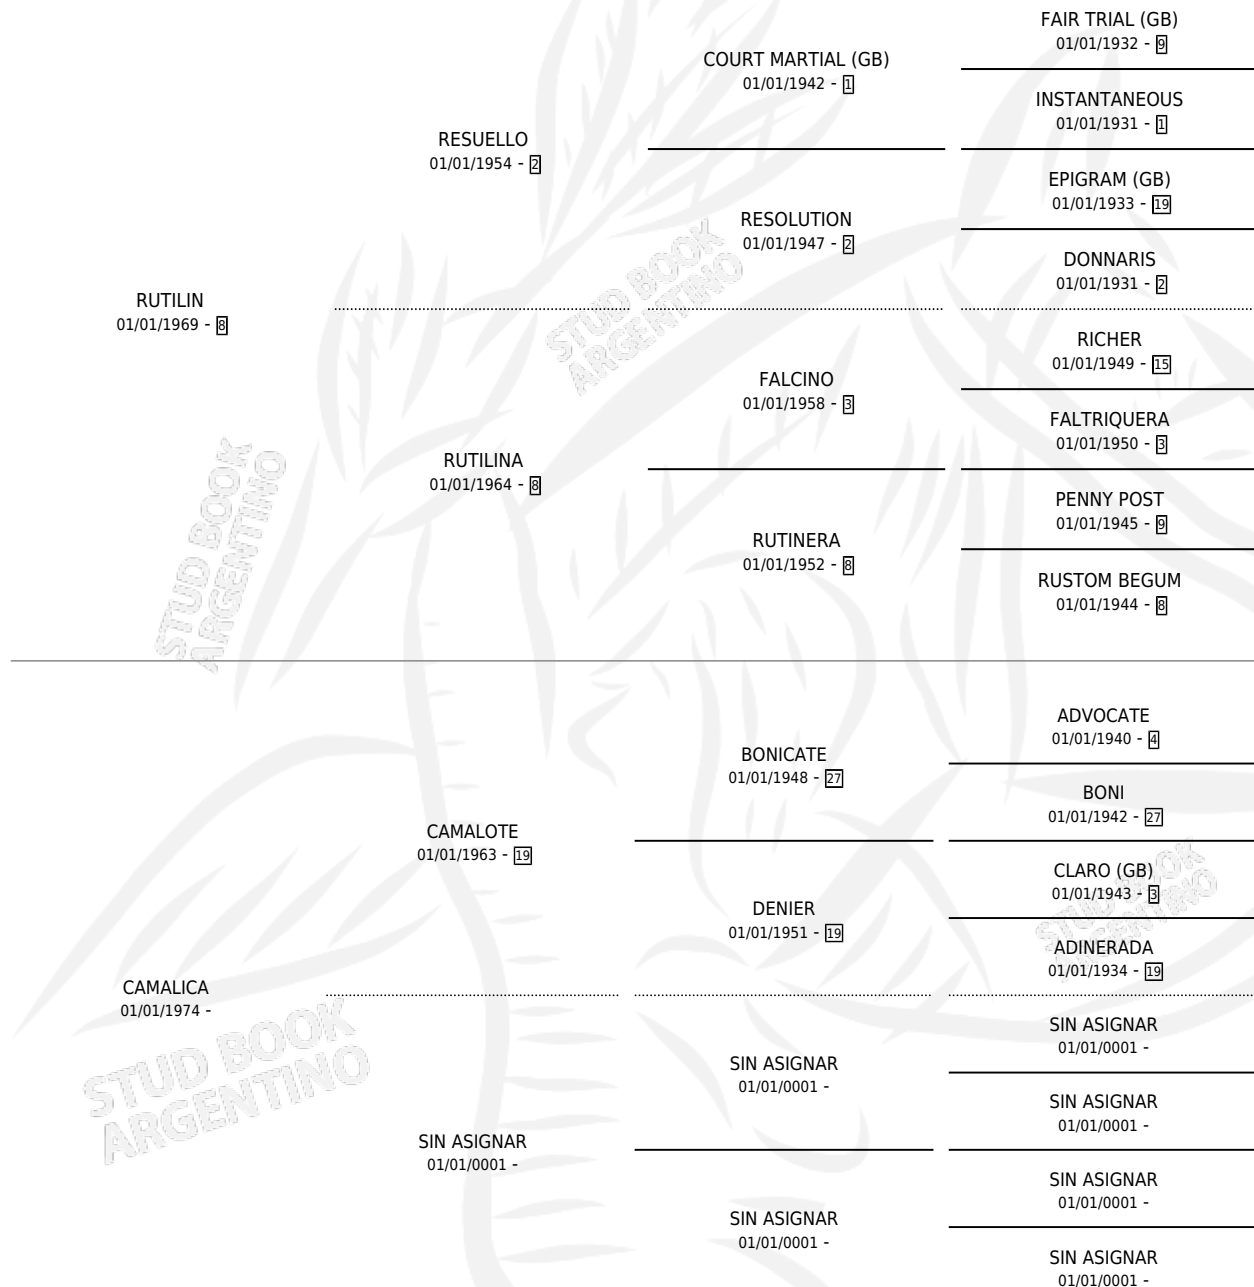 FAIR TRIAL (GB)
01/01/1932 - 9
COURT MARTIAL (GB)
01/01/1942 - 1
INSTANTANEOUS
01/01/1931 - 1
RESUELLO
01/01/1954 - 2
EPIGRAM (GB)
01/01/1933 - 19
RESOLUTION
01/01/1947 - 2
DONNARIS
01/01/1931 - 2
RUTILIN
01/01/1969 - 8
RICHER
01/01/1949 - 15
FALCINO
01/01/1958 - 3
FALTRIQUERA
01/01/1950 - 3
RUTILINA
01/01/1964 - 8
PENNY POST
01/01/1945 - 9
RUTINERA
01/01/1952 - 8
RUSTOM BEGUM
01/01/1944 - 8
ADVOCATE
01/01/1940 - 4
BONICATE
01/01/1948 - 27
BONI
01/01/1942 - 27
CAMALOTE
01/01/1963 - 19
CLARO (GB)
01/01/1943 - 3
DENIER
01/01/1951 - 19
ADINERADA
01/01/1934 - 19
CAMALICA
01/01/1974 -
SIN ASIGNAR
01/01/0001 -
SIN ASIGNAR
01/01/0001 -
SIN ASIGNAR
01/01/0001 -
SIN ASIGNAR
01/01/0001 -
SIN ASIGNAR
01/01/0001 -
SIN ASIGNAR
01/01/0001 -
SIN ASIGNAR
01/01/0001 -
STUD BOOK
ARGENTINO
STUD BOOK
ARGENTINO
STUD BOOK
ARGENTINO
STUD BOOK
ARGENTINO